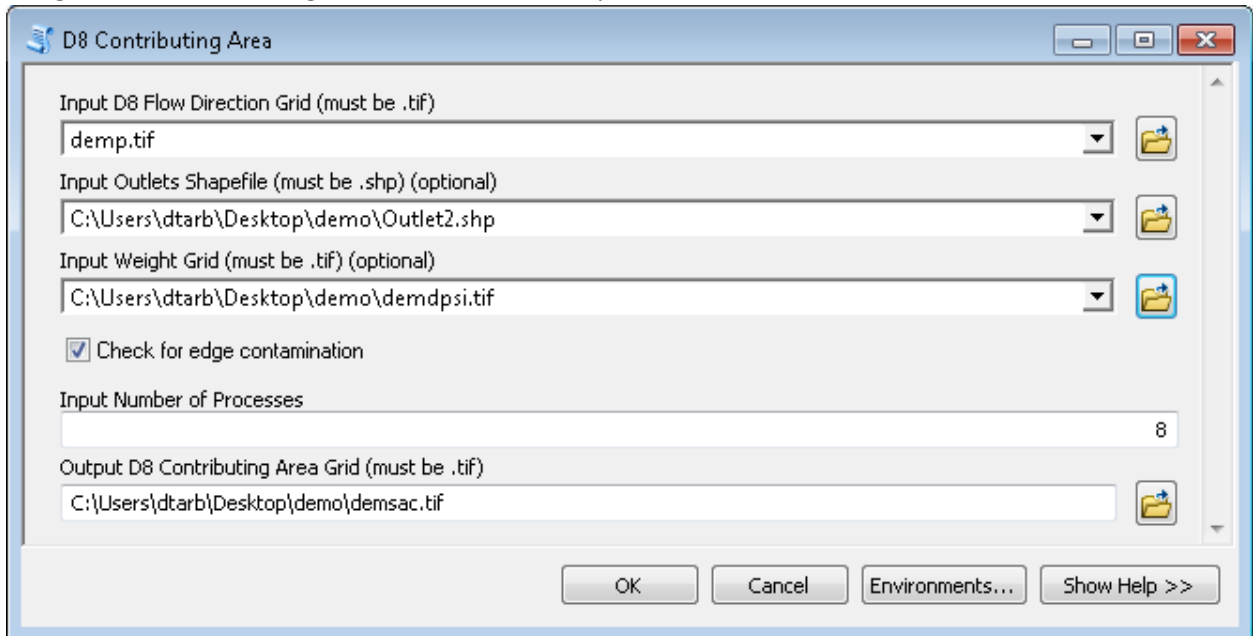 D8 Contributing Area
Input D8 Flow Direction Grid (must be .tif)
demp.tif
Input Outlets Shapefile (must be .shp) (optional)
C:\Users\dtarb\Desktop\demo\Outlet2.shp
Input Weight Grid (must be .tif) (optional)
C:\Users\dtarb\Desktop\demo\demdpsi.tif
Check for edge contamination
Input Number of Processes
8
Output D8 Contributing Area Grid (must be .tif)
C:\Users\dtarb\Desktop\demo\demsac.tif
OK Cancel Environments... Show Help >>